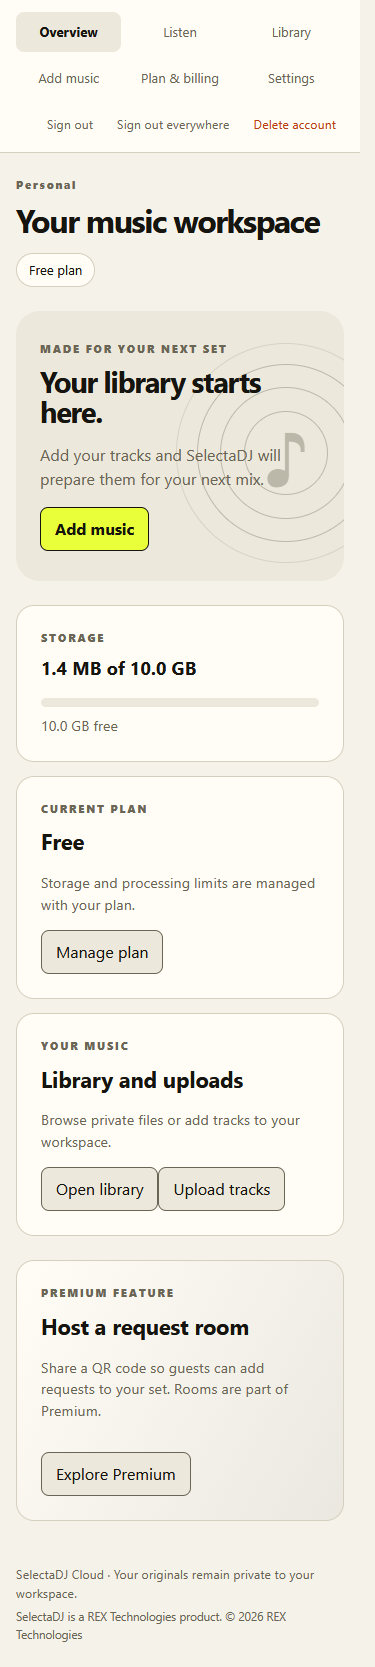 Overview Listen Library
Add music Plan & billing Settings
Sign out Sign out everywhere Delete account
Personal
Your music workspace
Free plan
MADE FOR YOUR NEXT SET
Your library starts
here.
Add your tracks and SelectaDJ will
prepare them for your next mix.
Add music
STORAGE
1.4 MB of 10.0 GB
10.0 GB free
CURRENT PLAN
Free
Storage and processing limits are managed
with your plan.
Manage plan
YOUR MUSIC
Library and uploads
Browse private files or add tracks to your
workspace.
Open library Upload tracks
PREMIUM FEATURE
Host a request room
Share a QR code so guests can add
requests to your set. Rooms are part of
Premium.
Explore Premium
SelectaDJ Cloud · Your originals remain private to your
workspace.
SelectaDJ is a REX Technologies product. © 2026 REX
Technologies